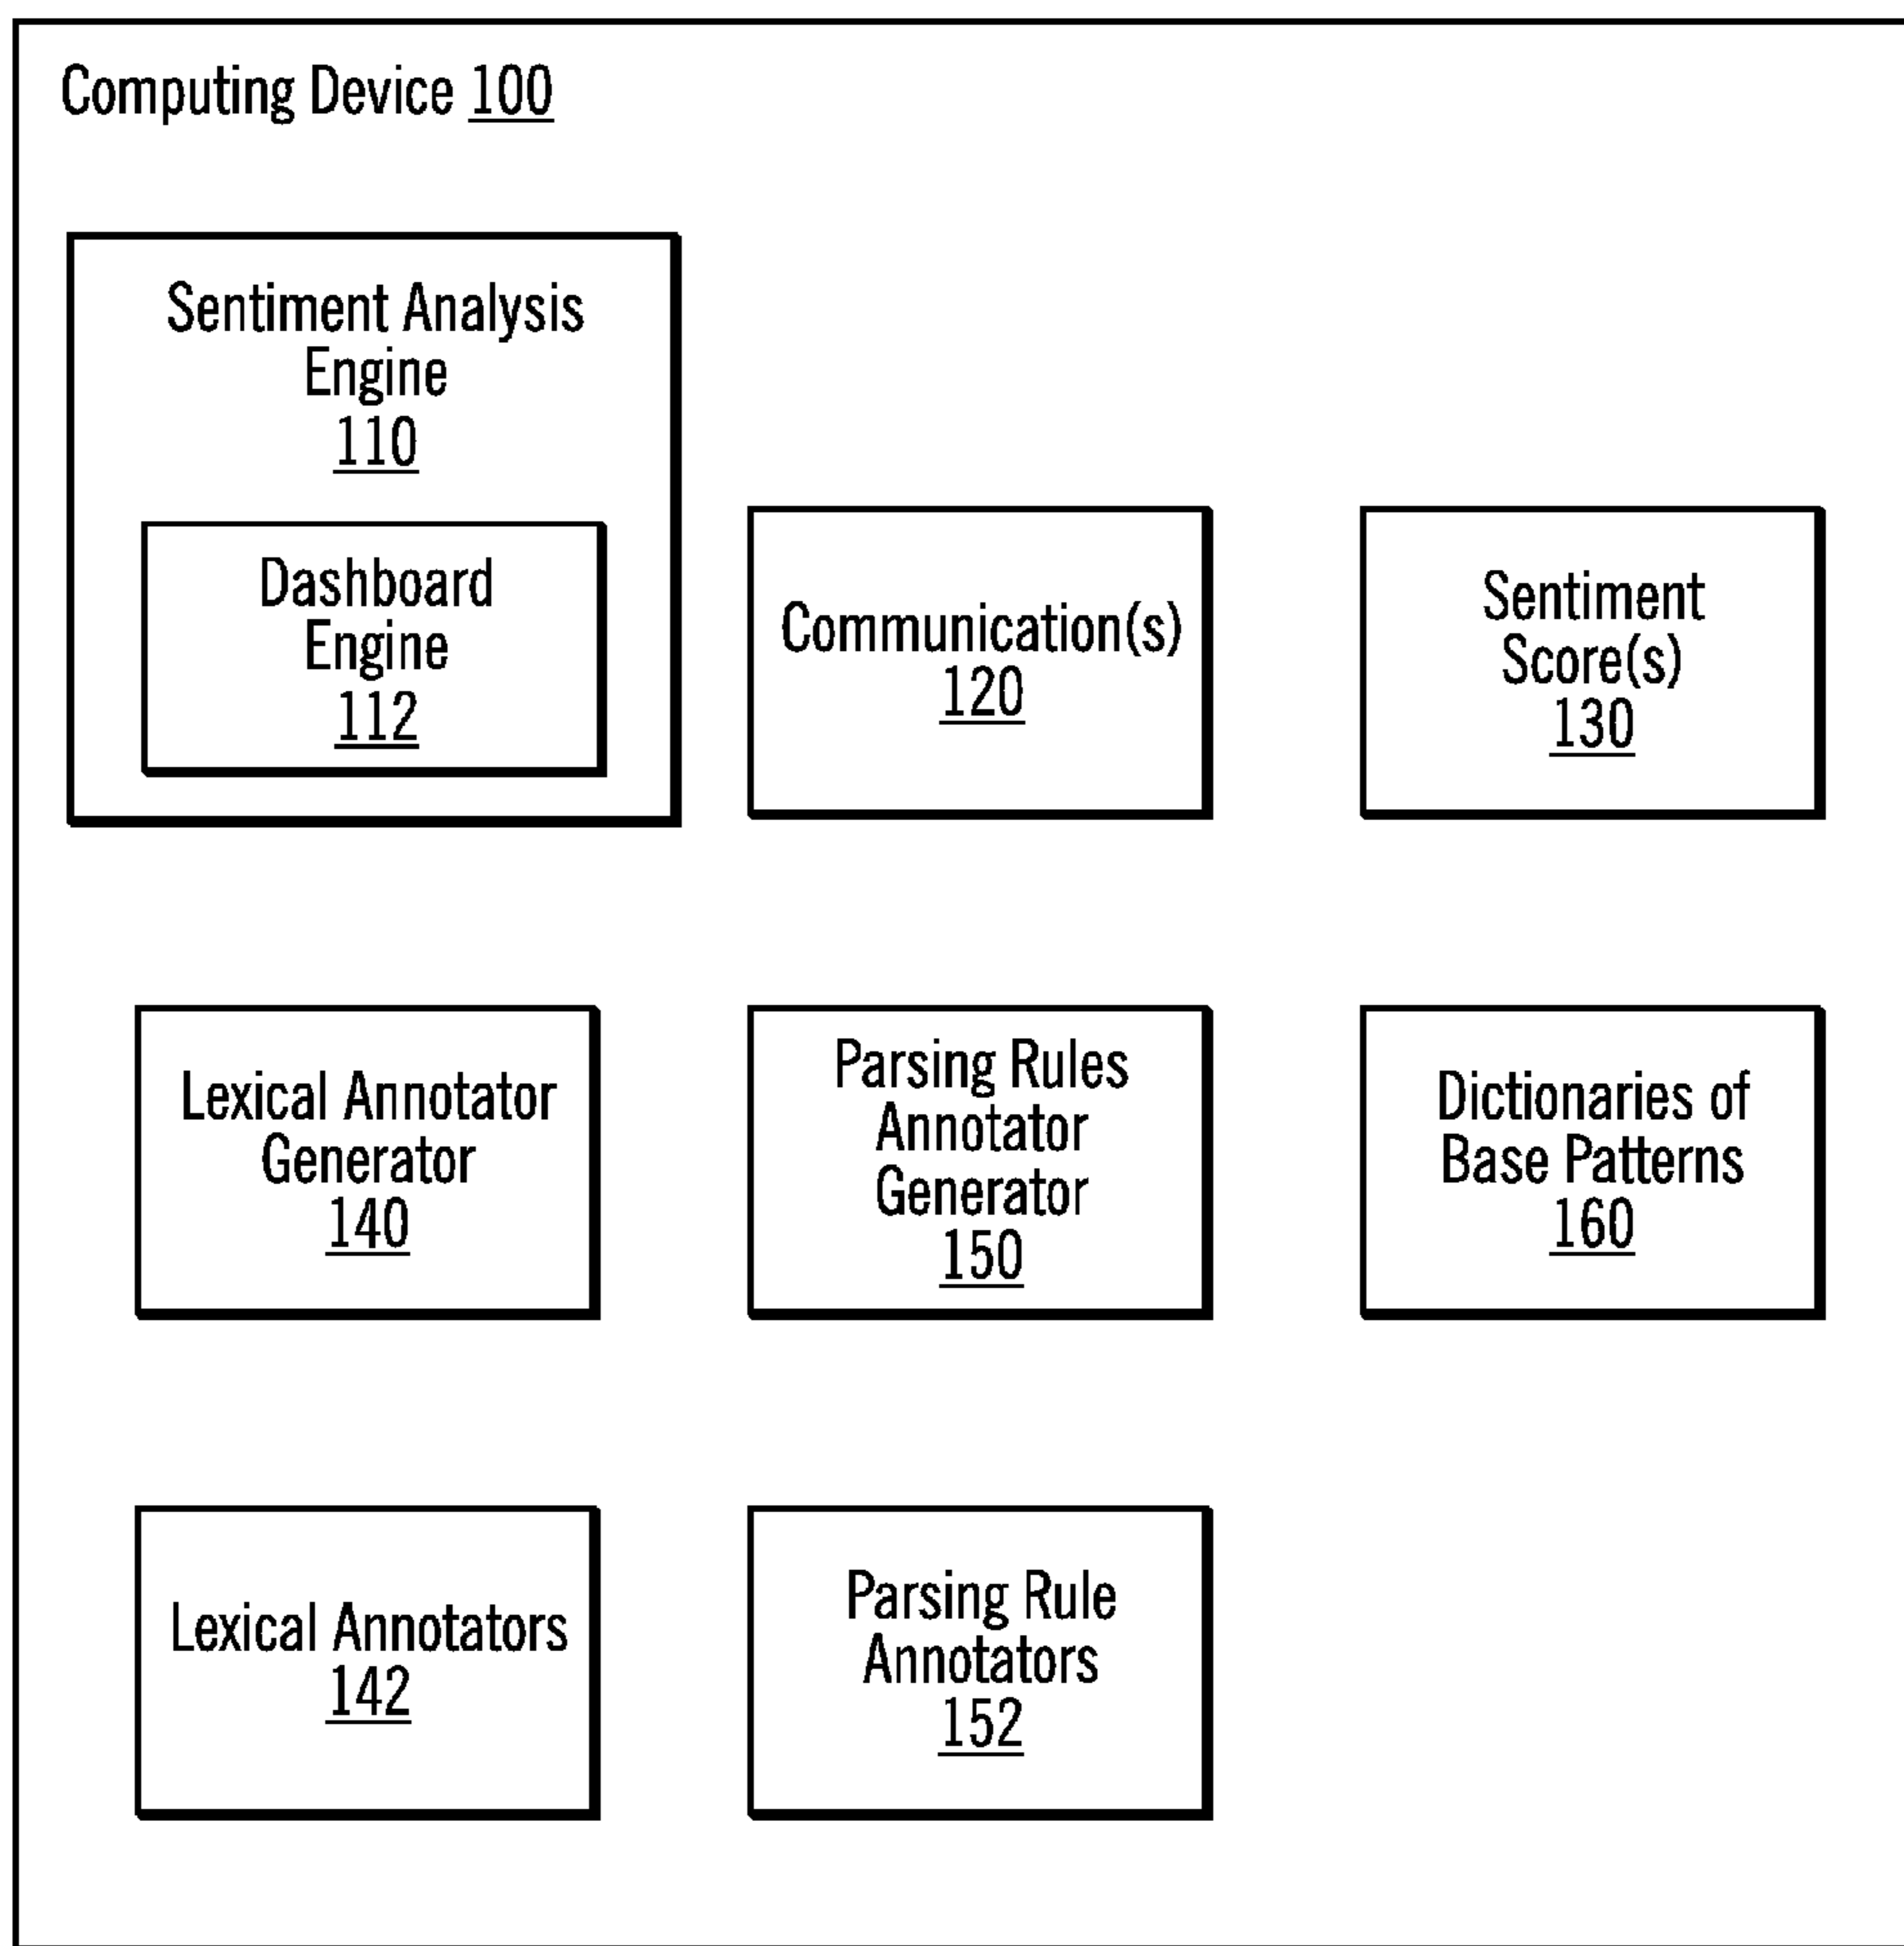 Computing Device 100
Sentiment Analysis
Engine
110
Dashboard
Engine
112
Communication(s)
120
Sentiment
Score(s)
130
Lexical Annotator
Generator
140
Parsing Rules
Annotator
Generator
150
Dictionaries of
Base Patterns
160
Lexical Annotators
142
Parsing Rule
Annotators
152